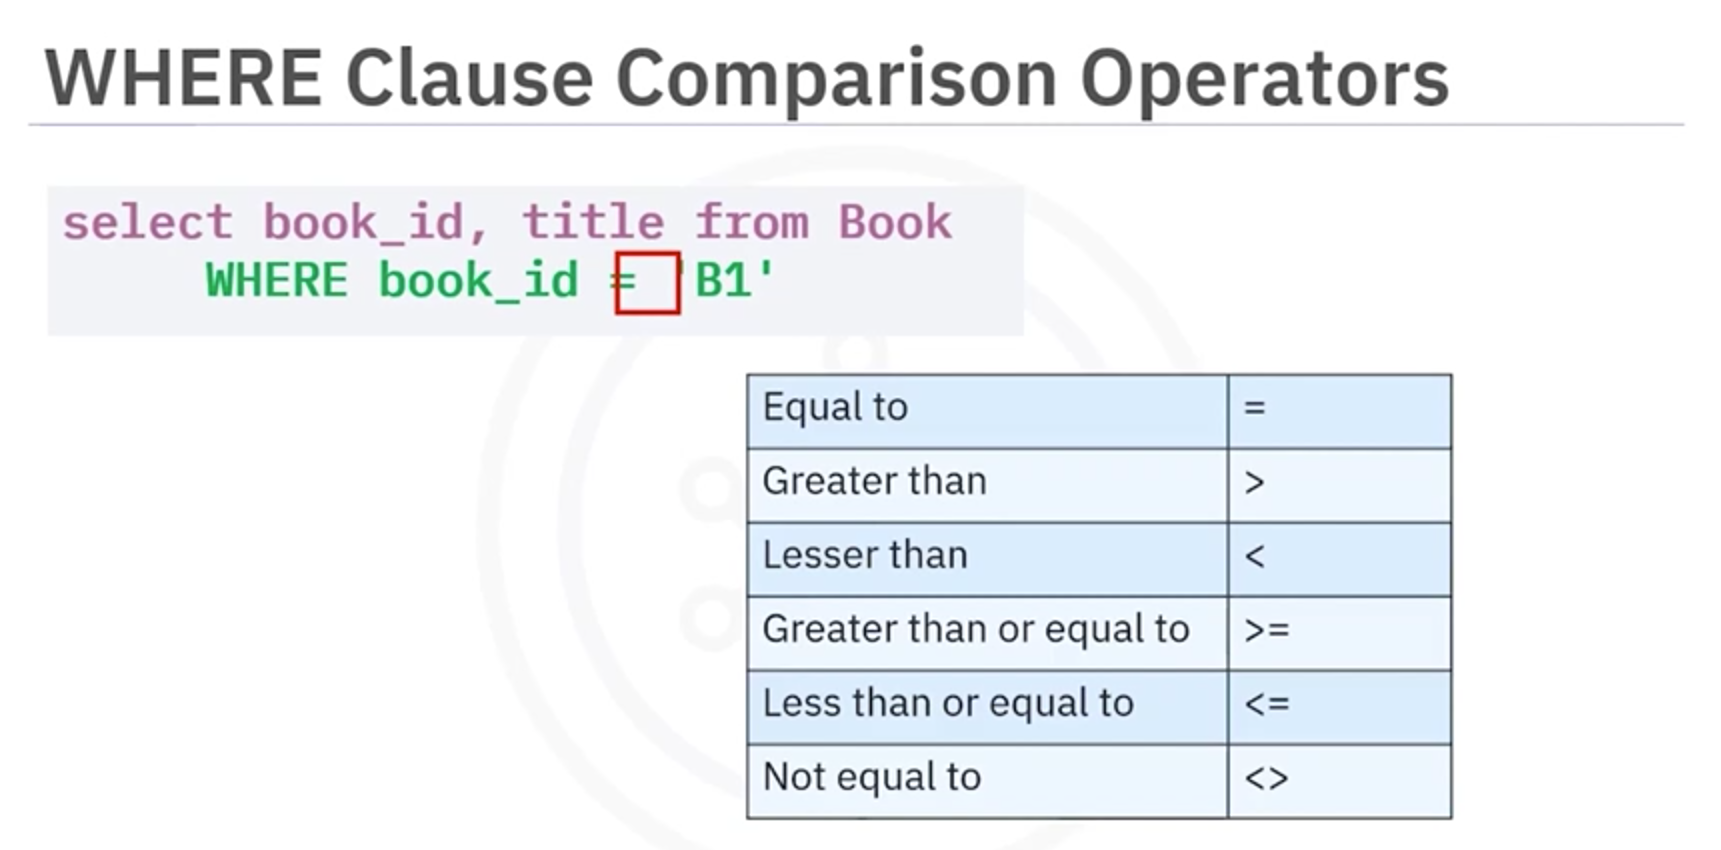 WHERE Clause Comparison Operators
select book_id, title from Book
WHERE book_id = 'B1'
Equal to =
Greater than >
Lesser than <
Greater than or equal to >=
Less than or equal to <=
Not equal to <>